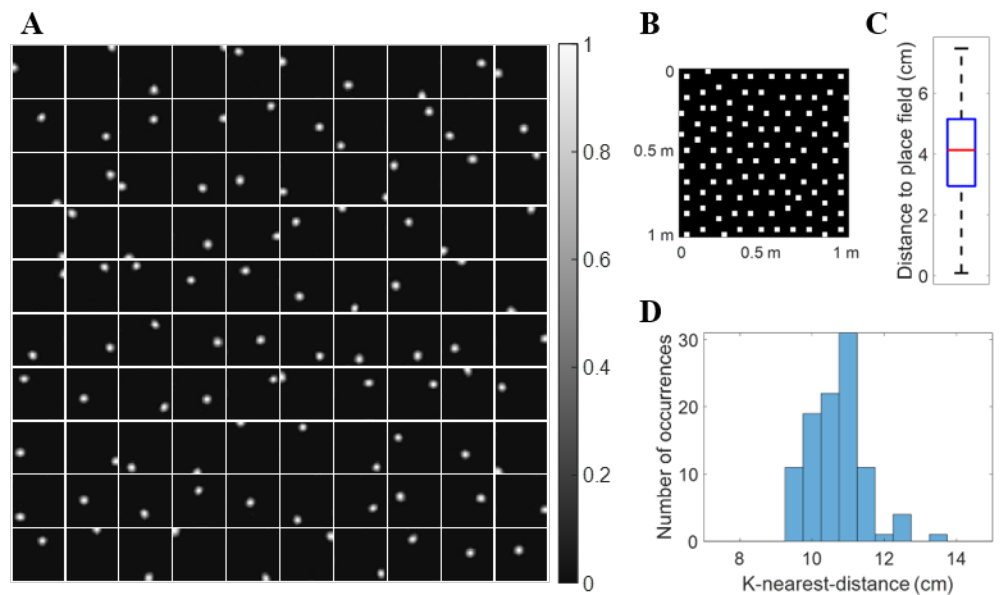 A
1
0.8
0.6
0.4
0.2
0
B
0
0.5 m
1 m
0
0.5 m
1 m
C
Distance to place field (cm)
6
4
2
0
D
Number of occurrences
30
20
10
0
8
10
12
14
K-nearest-distance (cm)